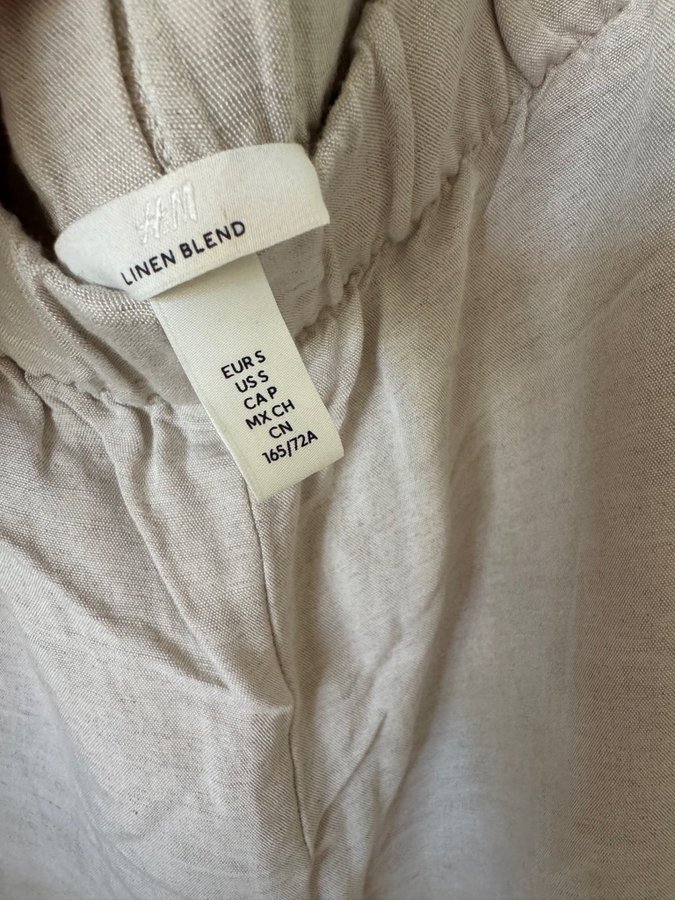 H&M
LINEN BLEND
EUR S
US S
CA P
MX CH
CN
165/72A